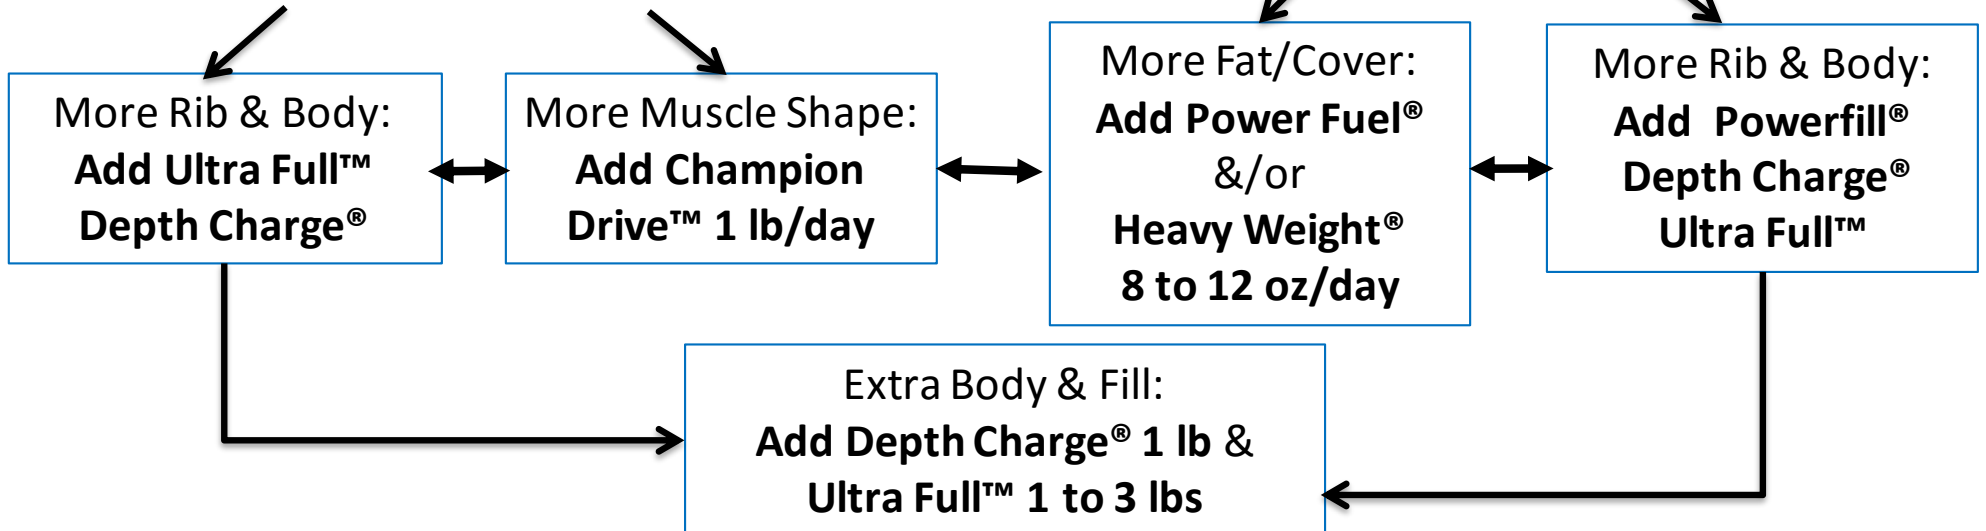 More Rib & Body:
Add Ultra Full™
Depth Charge®
More Muscle Shape:
Add Champion
Drive™ 1 lb/day
More Fat/Cover:
Add Power Fuel®
&/or
Heavy Weight®
8 to 12 oz/day
More Rib & Body:
Add Powerfill®
Depth Charge®
Ultra Full™
Extra Body & Fill:
Add Depth Charge® 1 lb &
Ultra Full™ 1 to 3 lbs